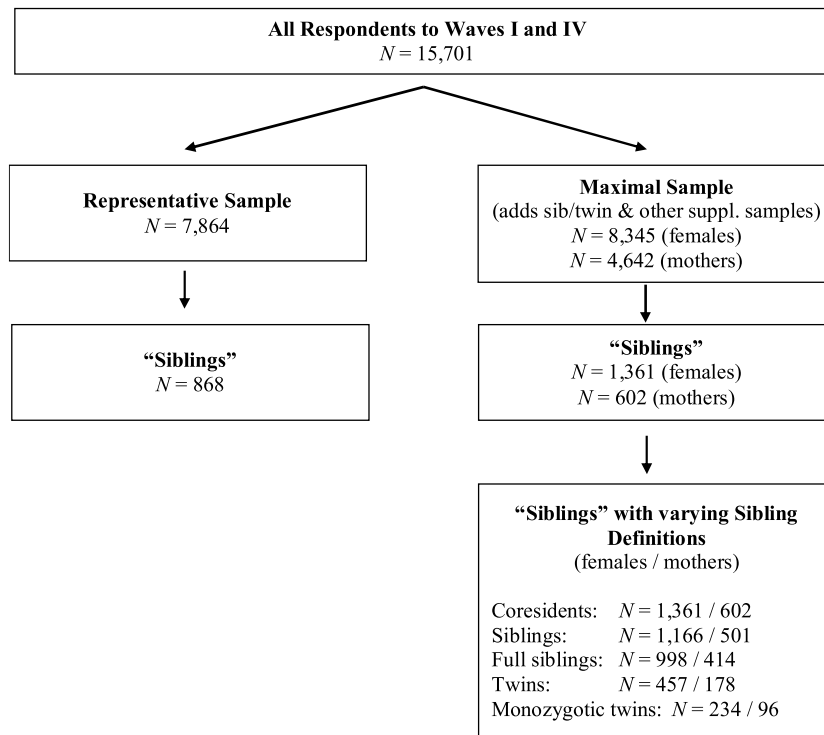 All Respondents to Waves I and IV
N = 15,701
Representative Sample
N = 7,864
Maximal Sample
(adds sib/twin & other suppl. samples)
N = 8,345 (females)
N = 4,642 (mothers)
“Siblings”
N = 868
“Siblings”
N = 1,361 (females)
N = 602 (mothers)
“Siblings” with varying Sibling
Definitions
(females / mothers)
Coresidents: N = 1,361 / 602
Siblings: N = 1,166 / 501
Full siblings: N = 998 / 414
Twins: N = 457 / 178
Monozygotic twins: N = 234 / 96